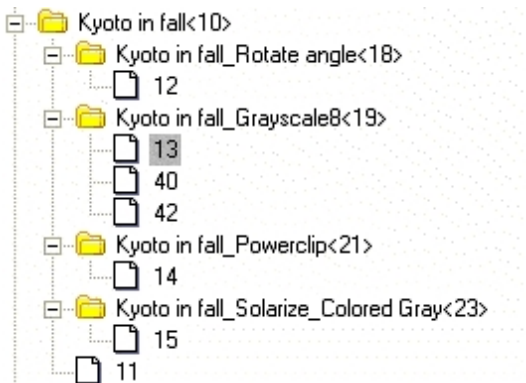 Kyoto in fall<10>
Kyoto in fall_Rotate angle<18>
12
Kyoto in fall_Grayscale8<19>
13
40
42
Kyoto in fall_Powerclip<21>
14
Kyoto in fall_Solarize_Colored Gray<23>
15
11